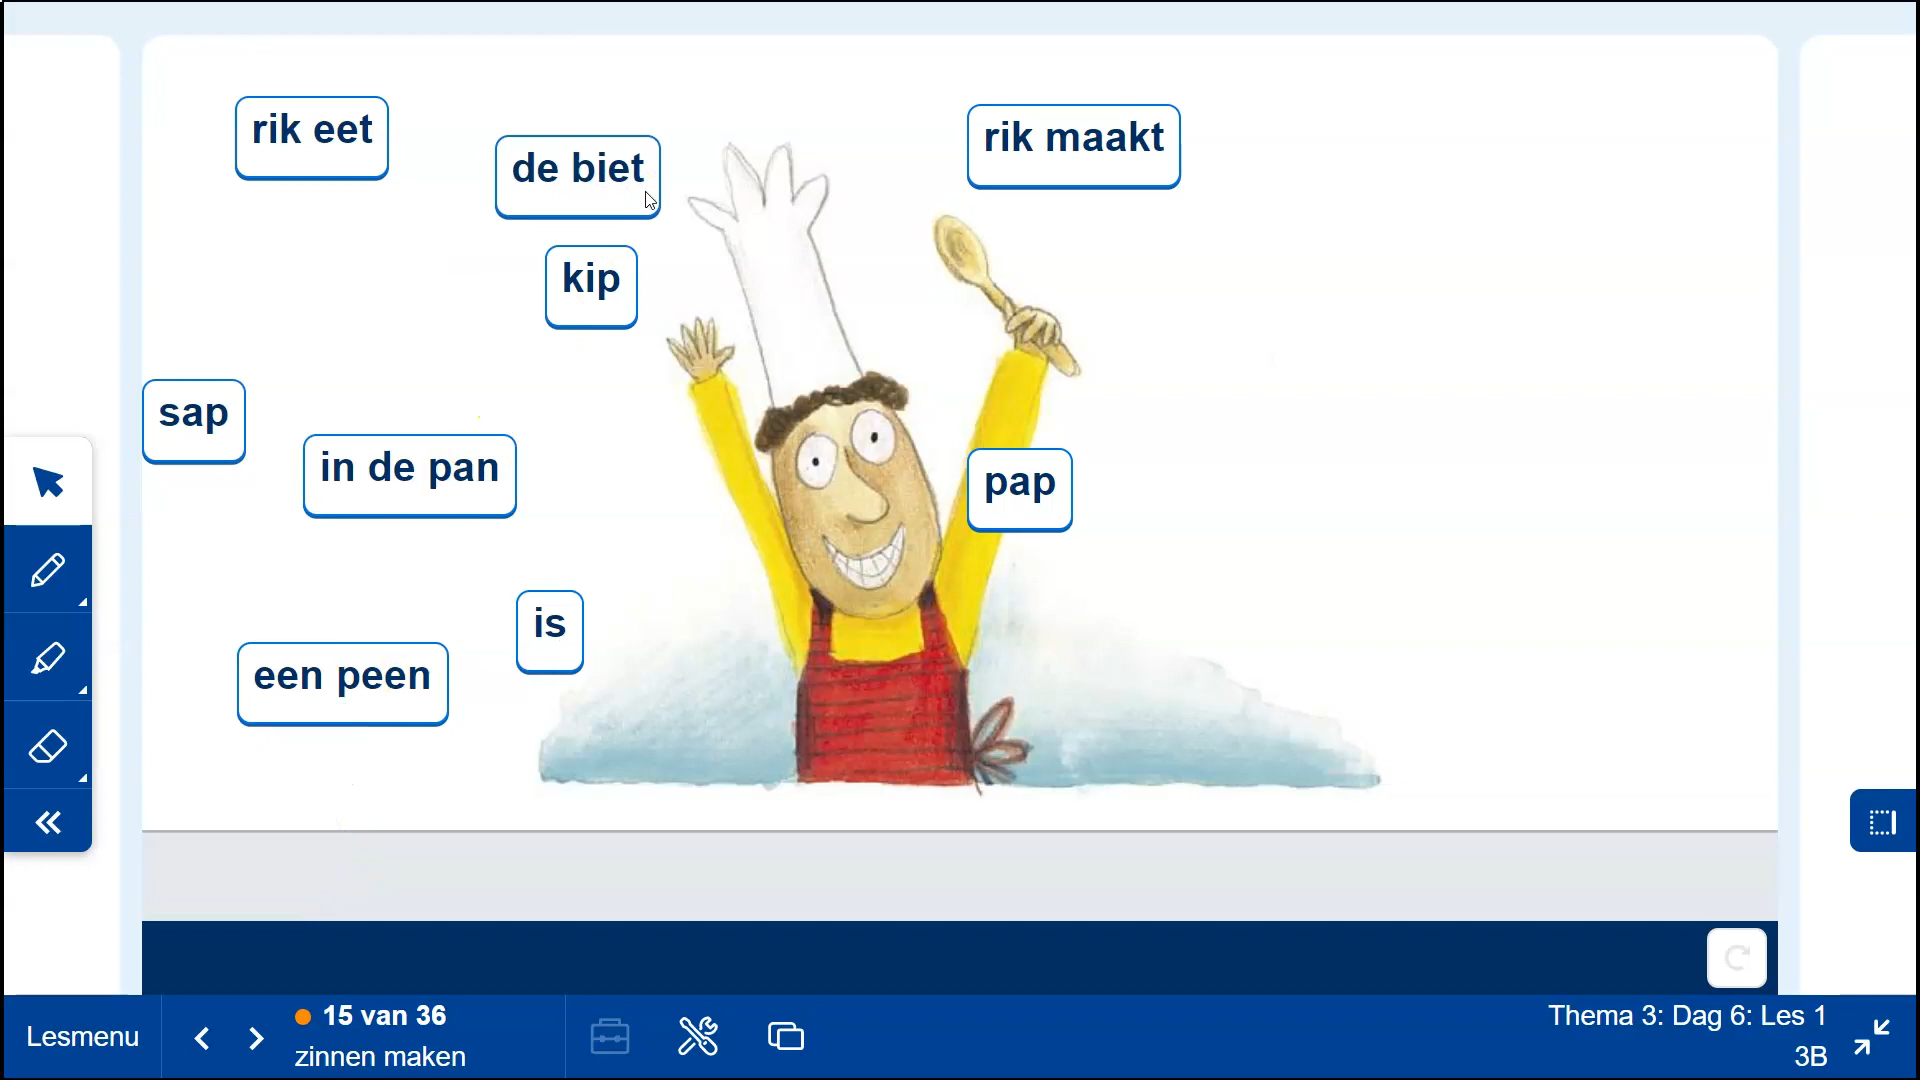 rik eet
rik maakt
de biet
kip
sap
in de pan
pap
is
een peen
Lesmenu
15 van 36
zinnen maken
Thema 3: Dag 6: Les 1
3B